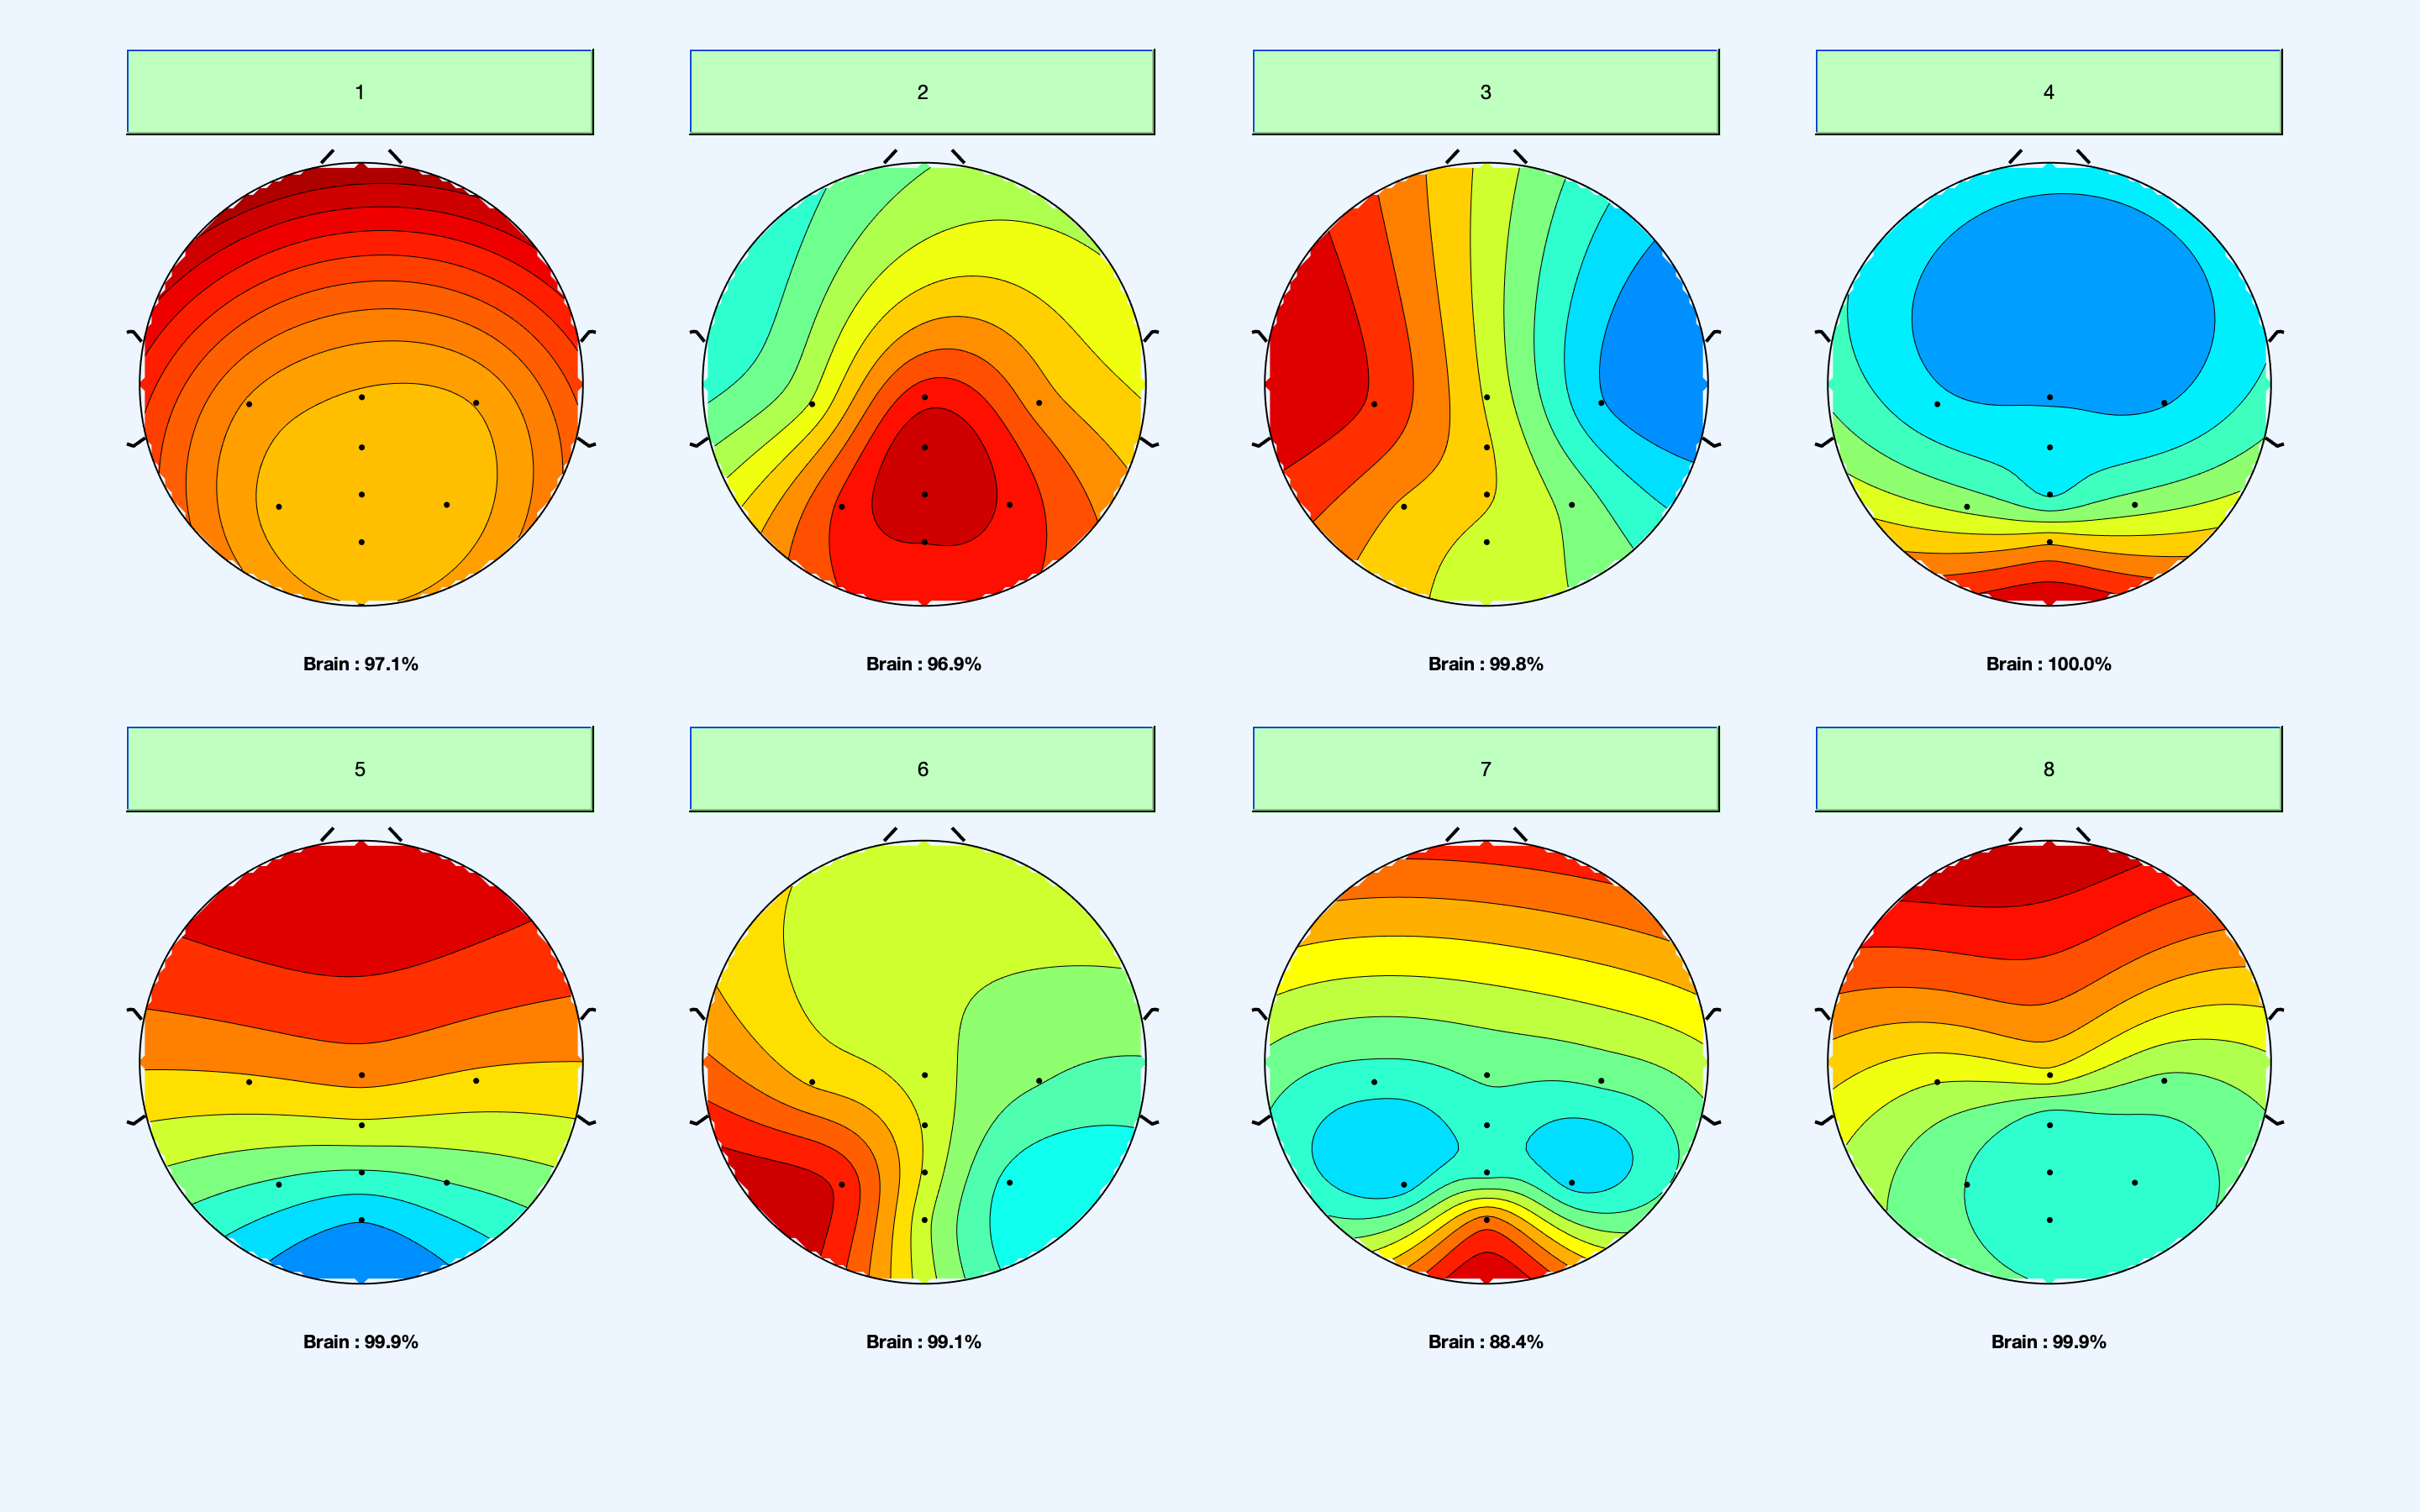 1
2
3
4
Brain : 97.1%
Brain : 96.9%
Brain : 99.8%
Brain : 100.0%
5
6
7
8
Brain : 99.9%
Brain : 99.1%
Brain : 88.4%
Brain : 99.9%